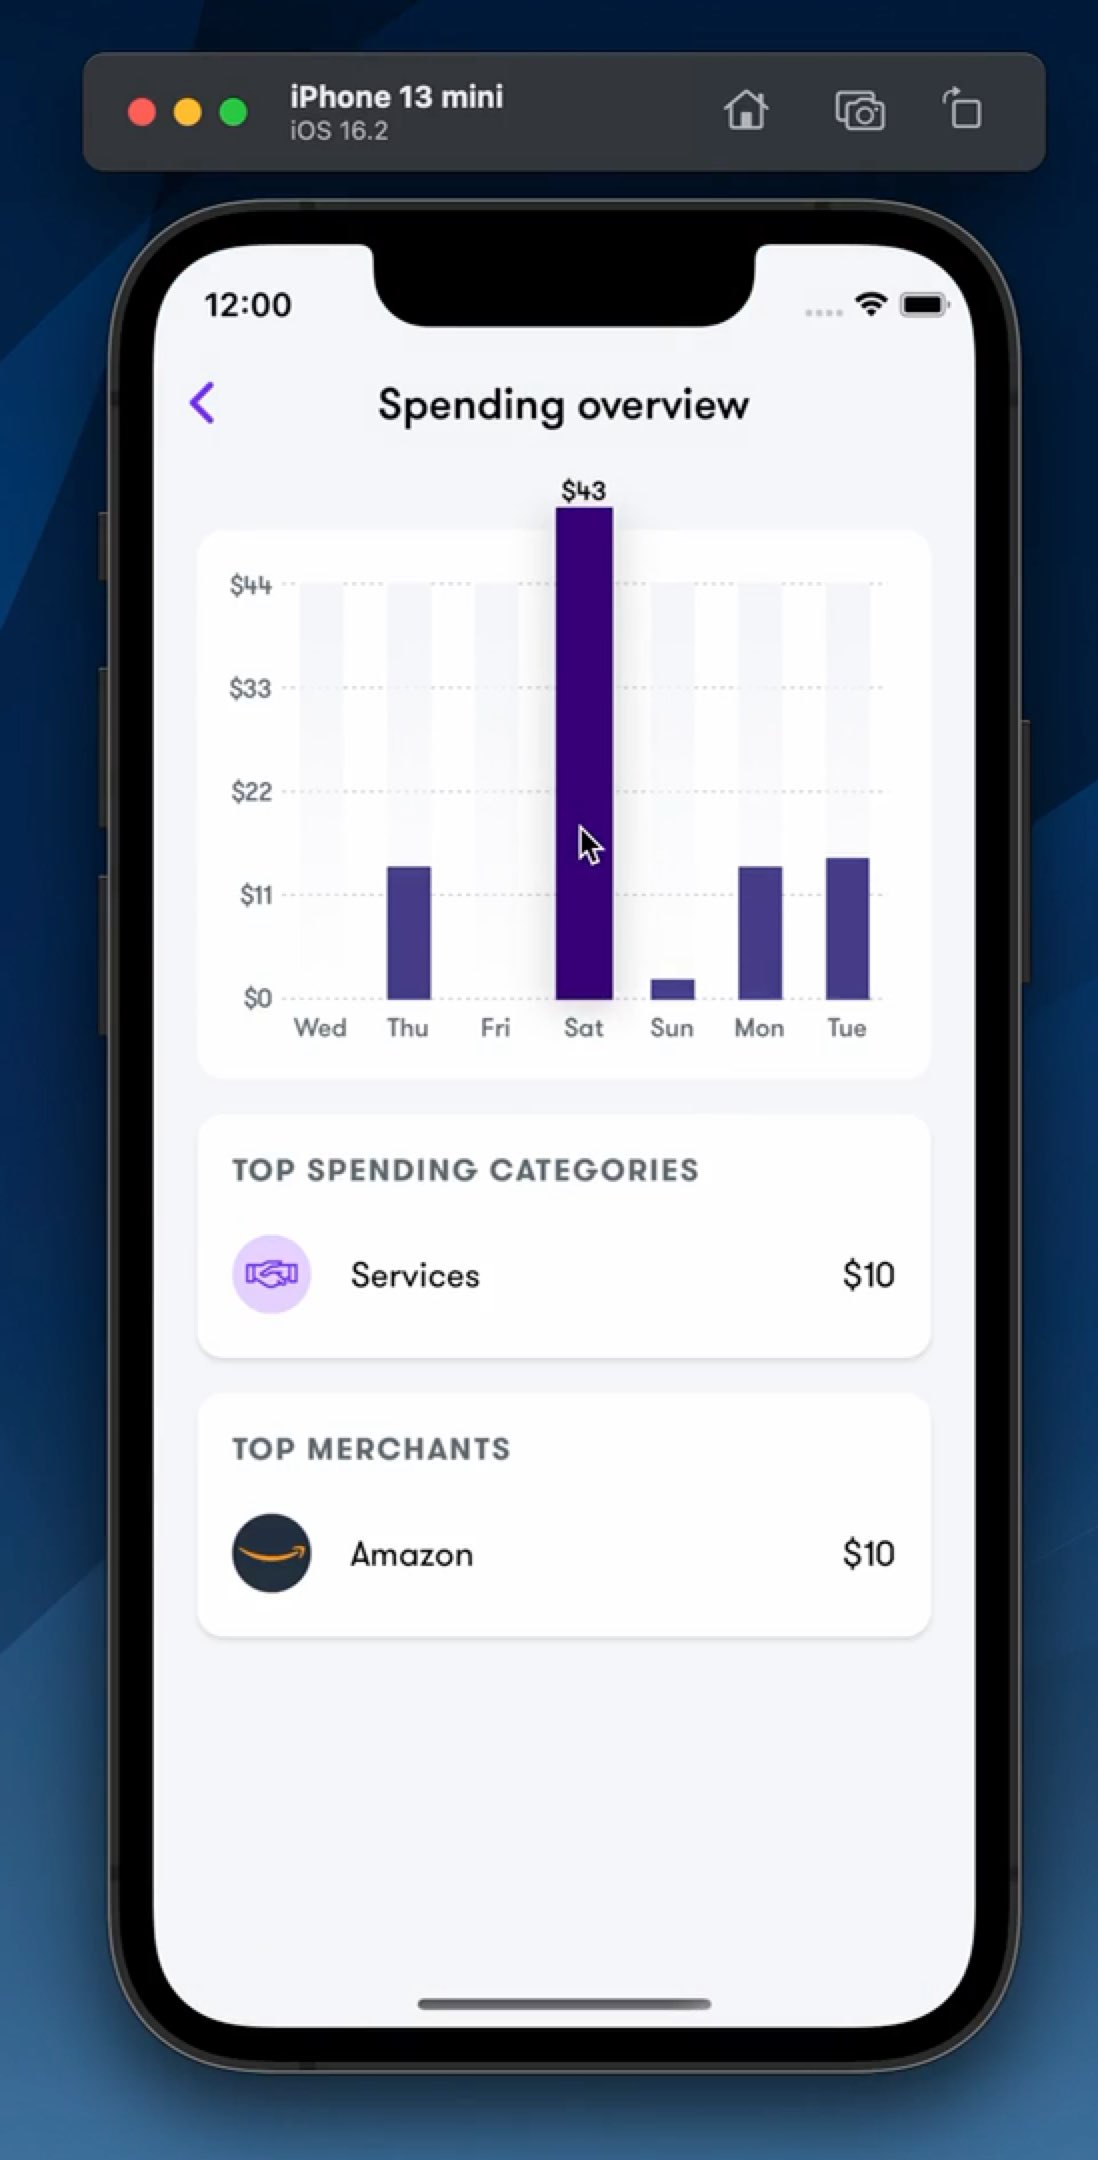 iPhone 13 mini
iOS 16.2
12:00
Spending overview
$43
$44
$33
$22
$11
$0
Wed Thu Fri Sat Sun Mon Tue
TOP SPENDING CATEGORIES
Services $10
TOP MERCHANTS
Amazon $10